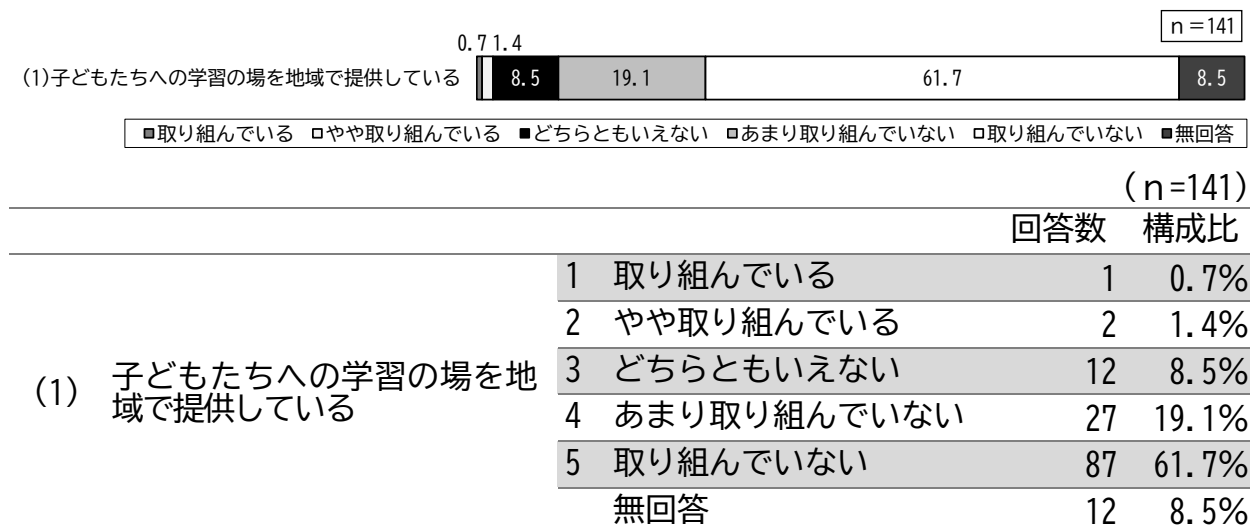 n=141
0.7 1.4
(1)子どもたちへの学習の場を地域で提供している 8.5 19.1 61.7 8.5
■取り組んでいる □やや取り組んでいる ■どちらともいえない □あまり取り組んでいない □取り組んでいない ■無回答
(n=141)
回答数 構成比
1 取り組んでいる 1 0.7%
2 やや取り組んでいる 2 1.4%
(1) 子どもたちへの学習の場を地域で提供している 3 どちらともいえない 12 8.5%
4 あまり取り組んでいない 27 19.1%
5 取り組んでいない 87 61.7%
無回答 12 8.5%